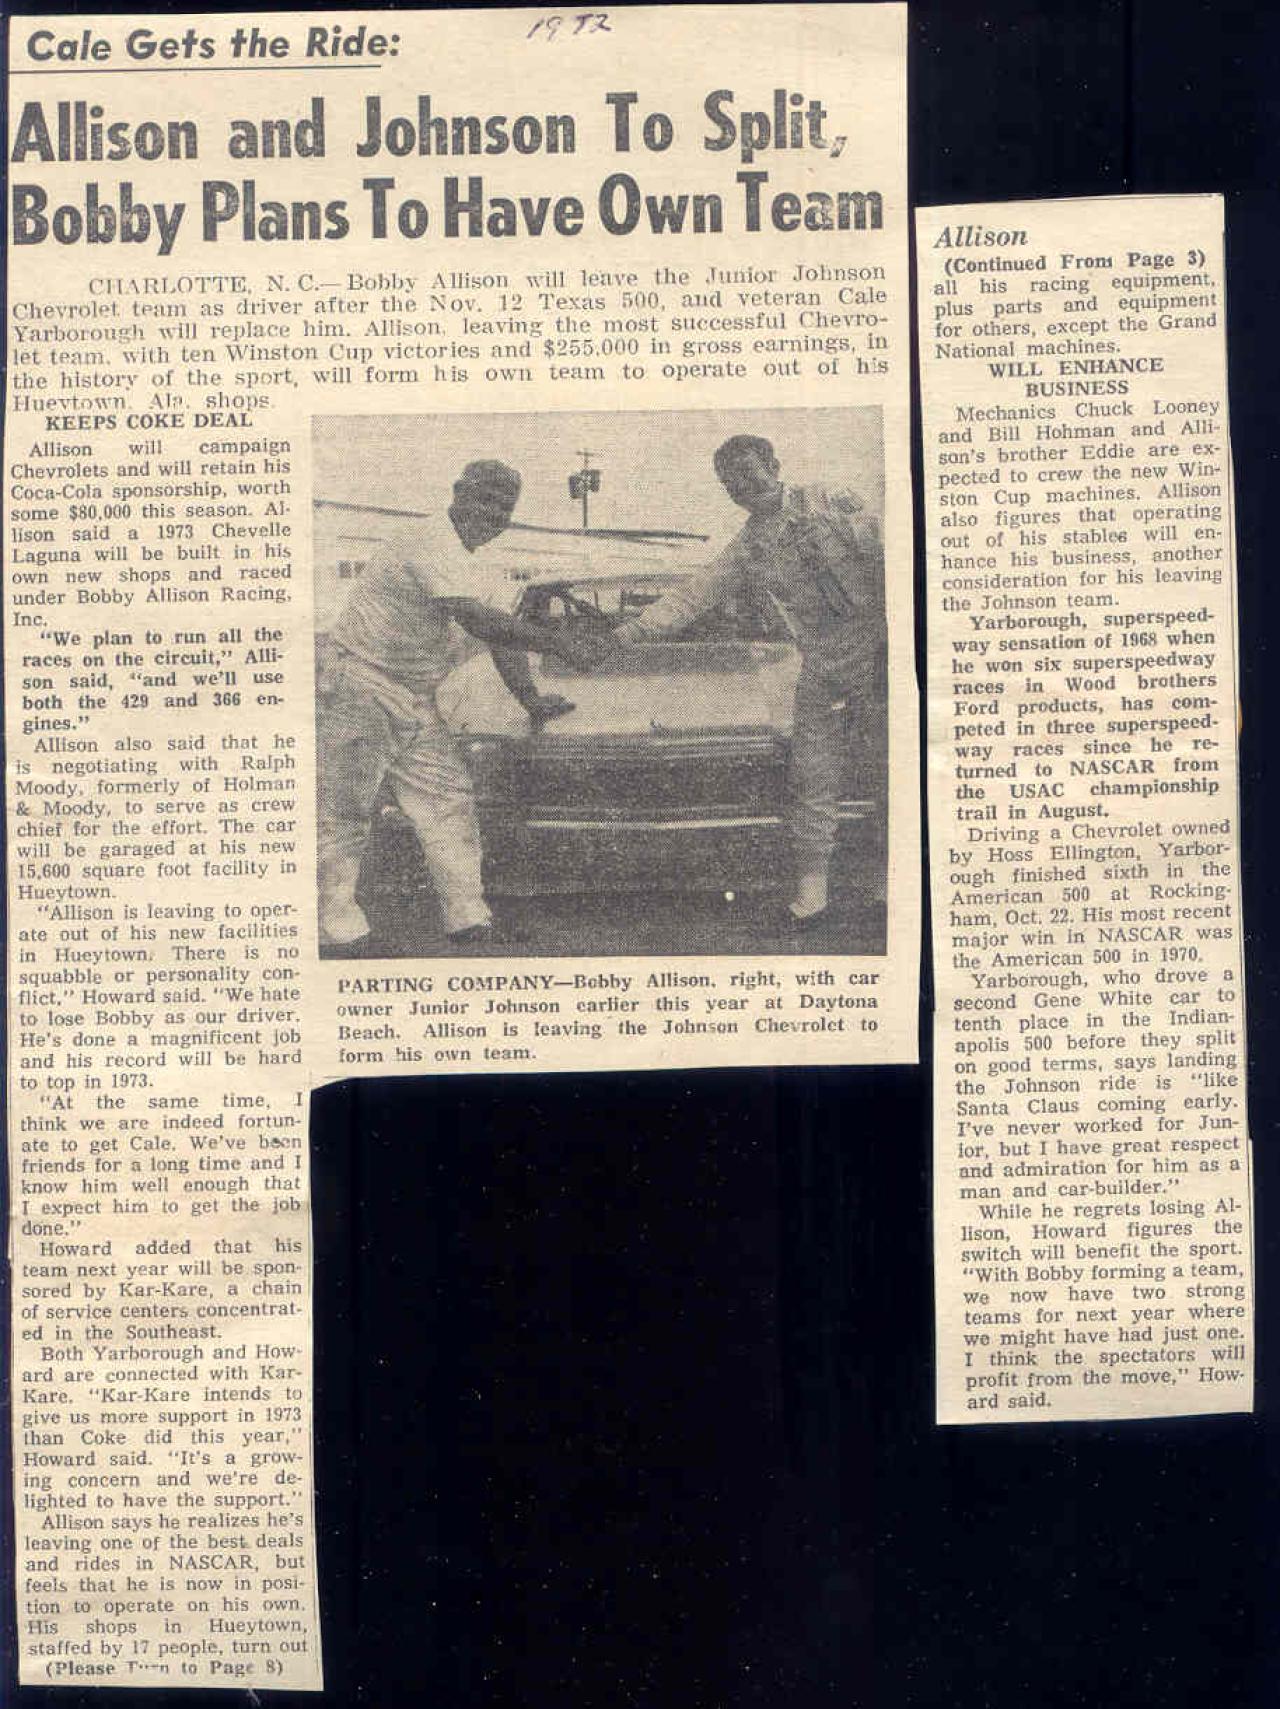 1972
Cale Gets the Ride:
Allison and Johnson To Split,
Bobby Plans To Have Own Team
CHARLOTTE, N. C.— Bobby Allison will leave the Junior Johnson
Chevrolet team as driver after the Nov. 12 Texas 500, and veteran Cale
Yarborough will replace him. Allison, leaving the most successful Chevro-
let team, with ten Winston Cup victories and $255,000 in gross earnings, in
the history of the sport, will form his own team to operate out of his
Hueytown, Ala. shops.
KEEPS COKE DEAL
Allison will campaign
Chevrolets and will retain his
Coca-Cola sponsorship, worth
some $80,000 this season. Al-
lison said a 1973 Chevelle
Laguna will be built in his
own new shops and raced
under Bobby Allison Racing,
Inc.
"We plan to run all the
races on the circuit," Alli-
son said, "and we'll use
both the 429 and 366 en-
gines."
Allison also said that he
is negotiating with Ralph
Moody, formerly of Holman
& Moody, to serve as crew
chief for the effort. The car
will be garaged at his new
15,600 square foot facility in
Hueytown.
"Allison is leaving to oper-
ate out of his new facilities
in Hueytown. There is no
squabble or personality con-
flict," Howard said. "We hate
to lose Bobby as our driver.
He's done a magnificent job
and his record will be hard
to top in 1973.
"At the same time, I
think we are indeed fortun-
ate to get Cale. We've been
friends for a long time and I
know him well enough that
I expect him to get the job
done."
Howard added that his
team next year will be spon-
sored by Kar-Kare, a chain
of service centers concentrat-
ed in the Southeast.
Both Yarborough and How-
ard are connected with Kar-
Kare. "Kar-Kare intends to
give us more support in 1973
than Coke did this year,"
Howard said. "It's a grow-
ing concern and we're de-
lighted to have the support."
Allison says he realizes he's
leaving one of the best deals
and rides in NASCAR, but
feels that he is now in posi-
tion to operate on his own.
His shops in Hueytown,
staffed by 17 people, turn out
(Please Turn to Page 8)
PARTING COMPANY—Bobby Allison, right, with car
owner Junior Johnson earlier this year at Daytona
Beach. Allison is leaving the Johnson Chevrolet to
form his own team.
Allison
(Continued From Page 3)
all his racing equipment,
plus parts and equipment
for others, except the Grand
National machines.
WILL ENHANCE
BUSINESS
Mechanics Chuck Looney
and Bill Hohman and Alli-
son's brother Eddie are ex-
pected to crew the new Win-
ston Cup machines. Allison
also figures that operating
out of his stables will en-
hance his business, another
consideration for his leaving
the Johnson team.
Yarborough, superspeed-
way sensation of 1968 when
he won six superspeedway
races in Wood brothers
Ford products, has com-
peted in three superspeed-
way races since he re-
turned to NASCAR from
the USAC championship
trail in August.
Driving a Chevrolet owned
by Hoss Ellington, Yarbor-
ough finished sixth in the
American 500 at Rocking-
ham, Oct. 22. His most recent
major win in NASCAR was
the American 500 in 1970.
Yarborough, who drove a
second Gene White car to
tenth place in the Indian-
apolis 500 before they split
on good terms, says landing
the Johnson ride is "like
Santa Claus coming early.
I've never worked for Jun-
ior, but I have great respect
and admiration for him as a
man and car-builder."
While he regrets losing Al-
lison, Howard figures the
switch will benefit the sport.
"With Bobby forming a team,
we now have two strong
teams for next year where
we might have had just one.
I think the spectators will
profit from the move," How-
ard said.